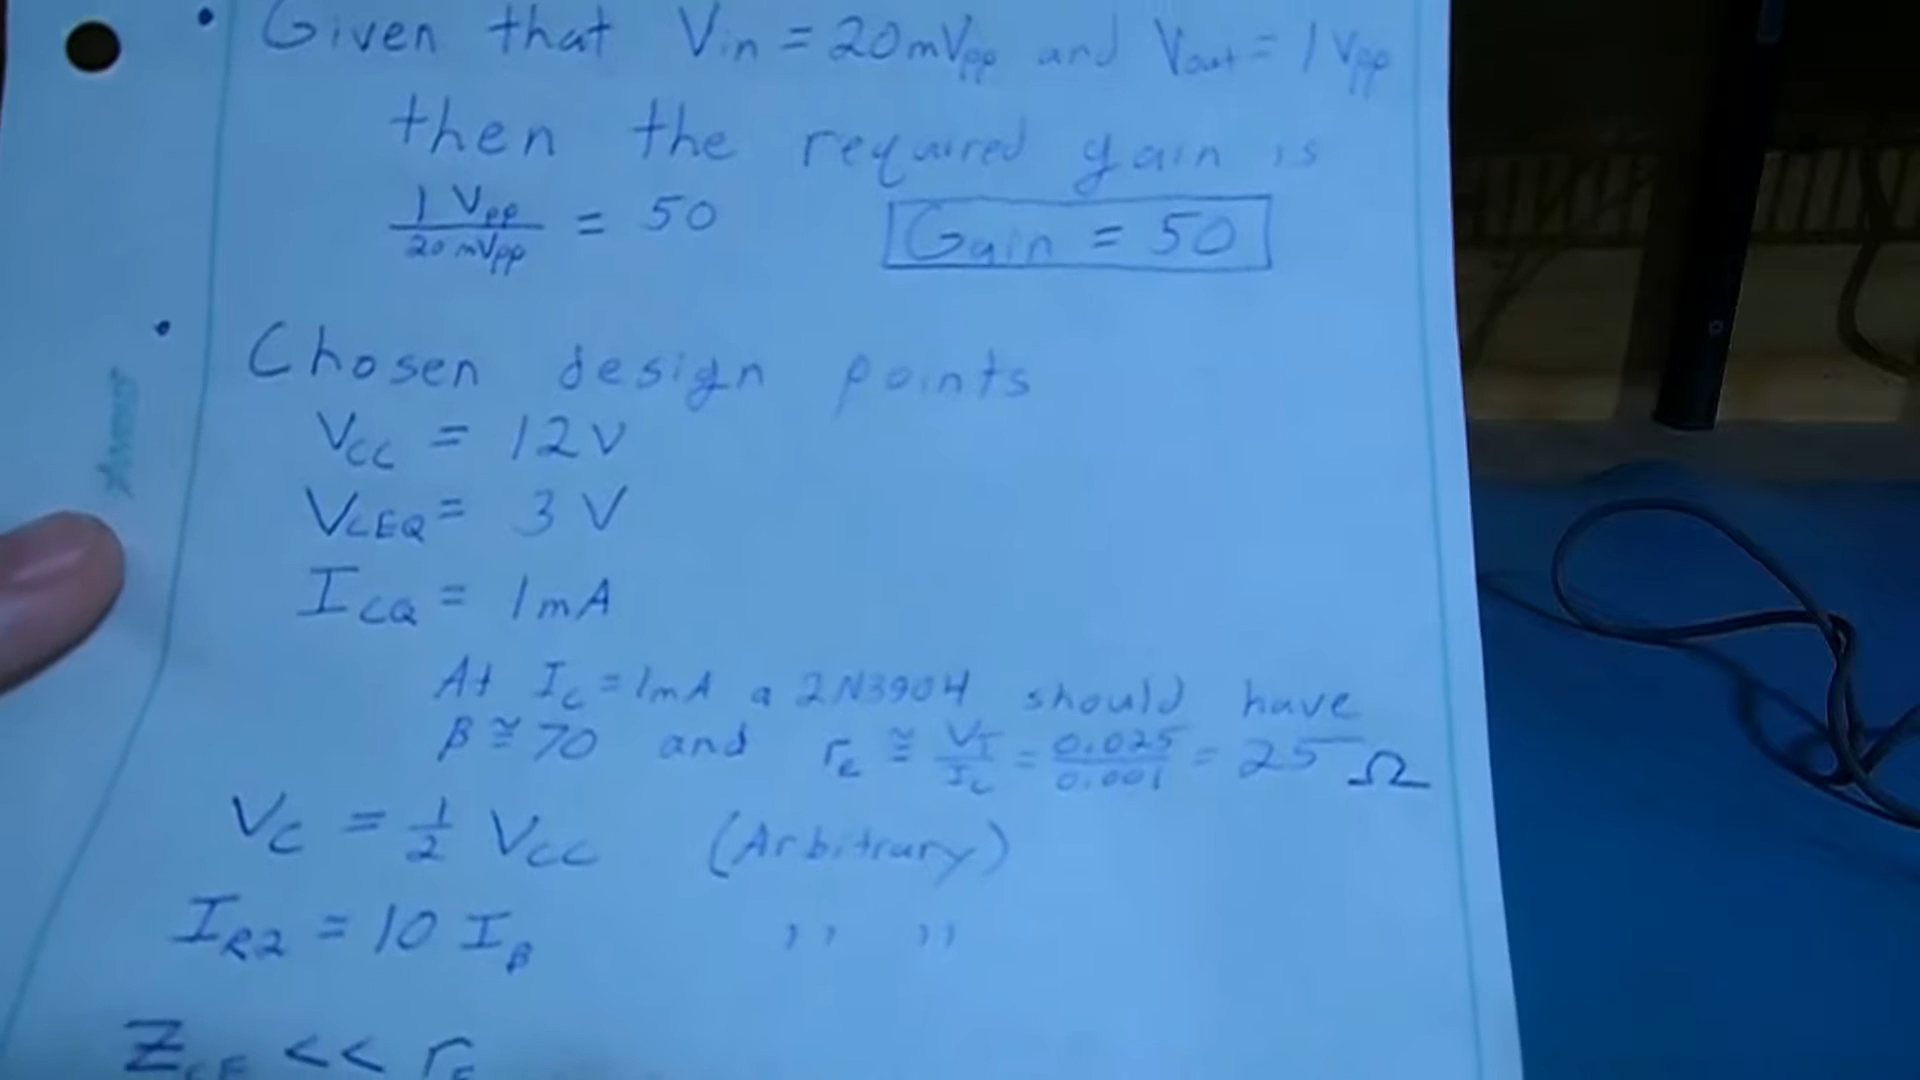 • Given that Vin = 20mVpp and Vout = 1 Vpp
then the required gain is
1 Vpp / 20 mVpp = 50 Gain = 50
• Chosen design points
VCC = 12V
VCEQ = 3 V
ICQ = 1mA
At IC = 1mA a 2N3904 should have
β ≅ 70 and re ≅ VT/IC = 0.025/0.001 = 25 Ω
VC = 1/2 VCC (Arbitrary)
IR2 = 10 IB ,, ,,
ZCE << re